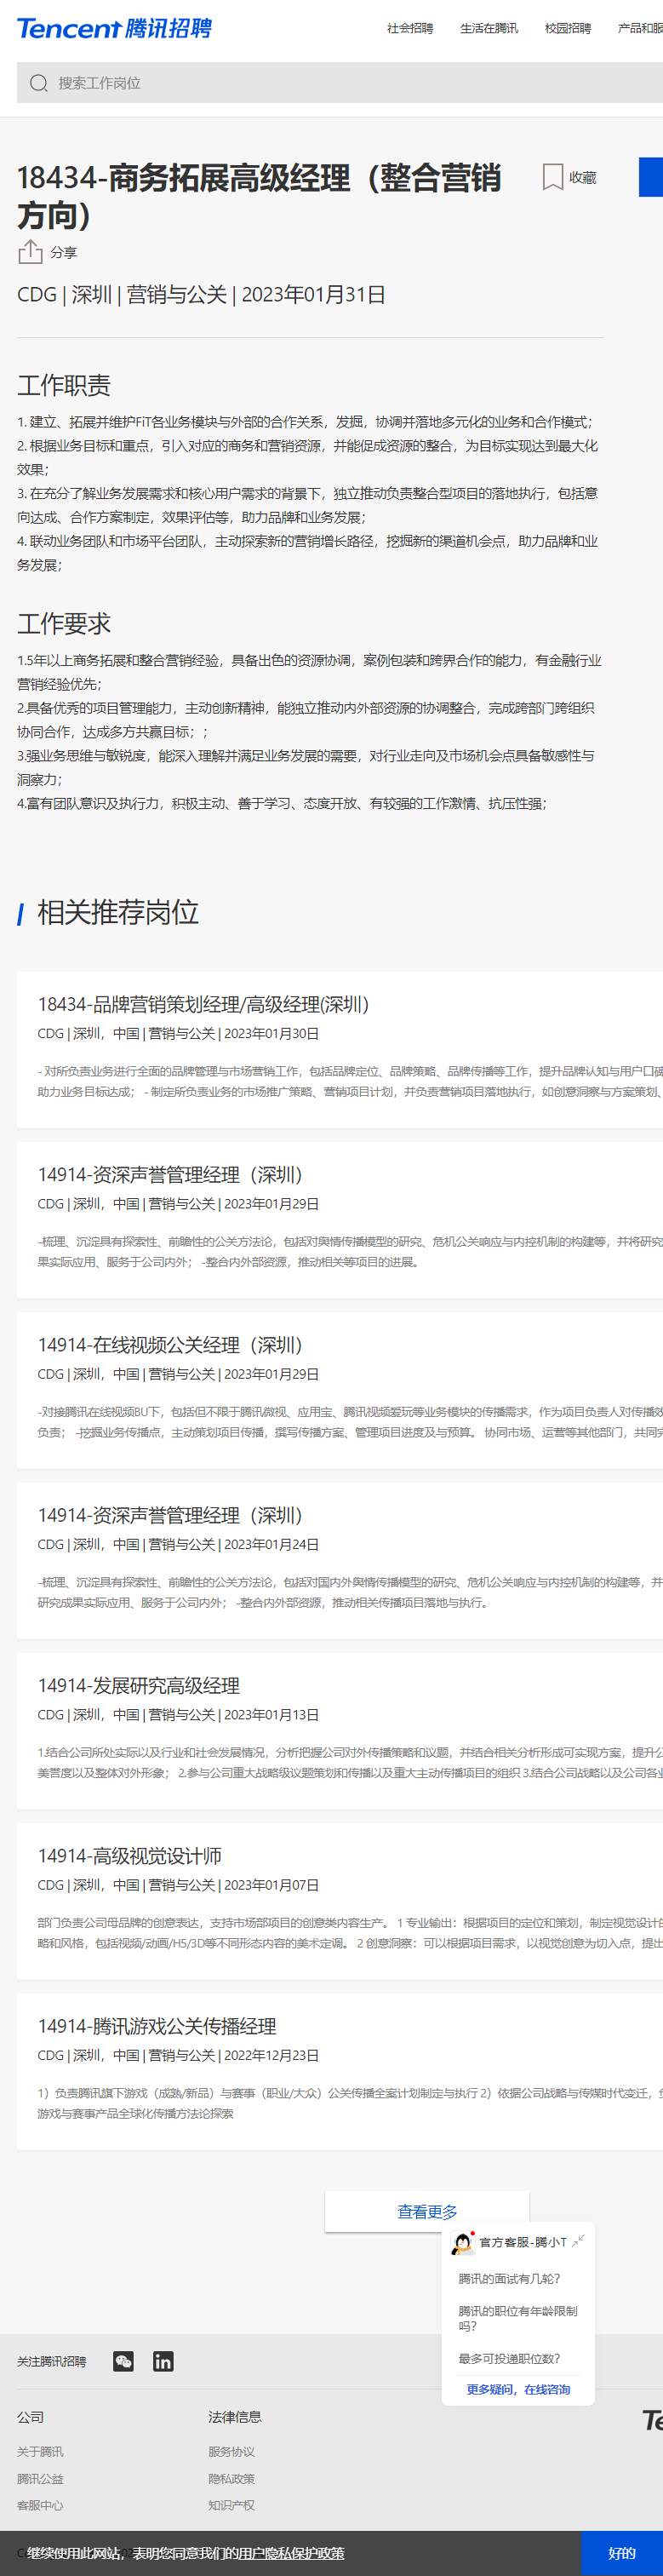 Tencent 腾讯招聘
社会招聘 生活在腾讯 校园招聘 产品和服
搜索工作岗位
18434-商务拓展高级经理（整合营销
方向）
收藏
分享
CDG | 深圳 | 营销与公关 | 2023年01月31日
工作职责
1. 建立、拓展并维护FiT各业务模块与外部的合作关系，发掘，协调并落地多元化的业务和合作模式；
2. 根据业务目标和重点，引入对应的商务和营销资源，并能促成资源的整合，为目标实现达到最大化
效果；
3. 在充分了解业务发展需求和核心用户需求的背景下，独立推动负责整合型项目的落地执行，包括意
向达成、合作方案制定，效果评估等，助力品牌和业务发展；
4. 联动业务团队和市场平台团队，主动探索新的营销增长路径，挖掘新的渠道机会点，助力品牌和业
务发展；
工作要求
1.5年以上商务拓展和整合营销经验，具备出色的资源协调，案例包装和跨界合作的能力，有金融行业
营销经验优先；
2.具备优秀的项目管理能力，主动创新精神，能独立推动内外部资源的协调整合，完成跨部门跨组织
协同合作，达成多方共赢目标；；
3.强业务思维与敏锐度，能深入理解并满足业务发展的需要，对行业走向及市场机会点具备敏感性与
洞察力；
4.富有团队意识及执行力，积极主动、善于学习、态度开放、有较强的工作激情、抗压性强；
相关推荐岗位
18434-品牌营销策划经理/高级经理(深圳）
CDG | 深圳，中国 | 营销与公关 | 2023年01月30日
- 对所负责业务进行全面的品牌管理与市场营销工作，包括品牌定位、品牌策略、品牌传播等工作，提升品牌认知与用户口碑
助力业务目标达成； - 制定所负责业务的市场推广策略、营销项目计划，并负责营销项目落地执行，如创意洞察与方案策划、
14914-资深声誉管理经理（深圳）
CDG | 深圳，中国 | 营销与公关 | 2023年01月29日
-梳理、沉淀具有探索性、前瞻性的公关方法论，包括对舆情传播模型的研究、危机公关响应与内控机制的构建等，并将研究
果实际应用、服务于公司内外； -整合内外部资源，推动相关等项目的进展。
14914-在线视频公关经理（深圳）
CDG | 深圳，中国 | 营销与公关 | 2023年01月29日
-对接腾讯在线视频BU下，包括但不限于腾讯微视、应用宝、腾讯视频爱玩等业务模块的传播需求，作为项目负责人对传播效
负责； -挖掘业务传播点，主动策划项目传播，撰写传播方案、管理项目进度及与预算。 协同市场、运营等其他部门，共同完
14914-资深声誉管理经理（深圳）
CDG | 深圳，中国 | 营销与公关 | 2023年01月24日
-梳理、沉淀具有探索性、前瞻性的公关方法论，包括对国内外舆情传播模型的研究、危机公关响应与内控机制的构建等，并
研究成果实际应用、服务于公司内外； -整合内外部资源，推动相关传播项目落地与执行。
14914-发展研究高级经理
CDG | 深圳，中国 | 营销与公关 | 2023年01月13日
1.结合公司所处实际以及行业和社会发展情况，分析把握公司对外传播策略和议题，并结合相关分析形成可实现方案，提升公
美誉度以及整体对外形象； 2.参与公司重大战略级议题策划和传播以及重大主动传播项目的组织 3.结合公司战略以及公司各业
14914-高级视觉设计师
CDG | 深圳，中国 | 营销与公关 | 2023年01月07日
部门负责公司母品牌的创意表达，支持市场部项目的创意类内容生产。 1 专业输出：根据项目的定位和策划，制定视觉设计的
略和风格，包括视频/动画/H5/3D等不同形态内容的美术定调。 2 创意洞察：可以根据项目需求，以视觉创意为切入点，提出
14914-腾讯游戏公关传播经理
CDG | 深圳，中国 | 营销与公关 | 2022年12月23日
1）负责腾讯旗下游戏（成熟/新品）与赛事（职业/大众）公关传播全案计划制定与执行 2）依据公司战略与传媒时代变迁，负
游戏与赛事产品全球化传播方法论探索
查看更多
官方客服-腾小T
腾讯的面试有几轮？
腾讯的职位有年龄限制
吗？
最多可投递职位数？
更多疑问，在线咨询
关注腾讯招聘
公司 法律信息
Te
关于腾讯 服务协议
腾讯公益 隐私政策
客服中心 知识产权
继续使用此网站，表明您同意我们的用户隐私保护政策
好的